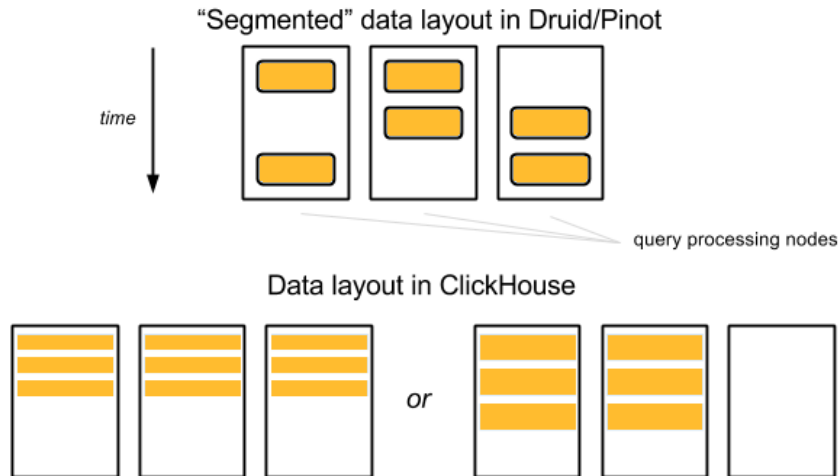 “Segmented” data layout in Druid/Pinot
time
query processing nodes
Data layout in ClickHouse
or